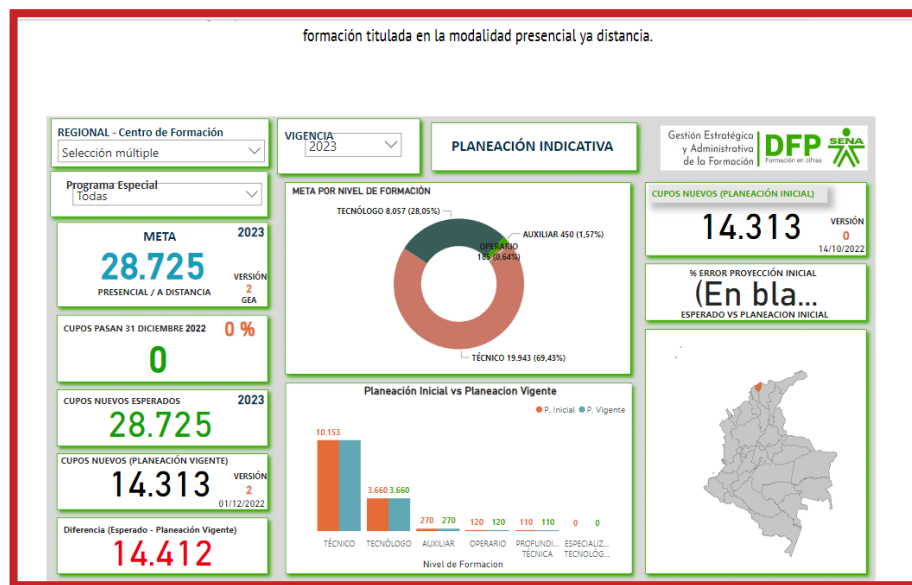 formación titulada en la modalidad presencial ya distancia.
REGIONAL - Centro de Formación
Selección múltiple
VIGENCIA
2023
PLANEACIÓN INDICATIVA
Gestión Estratégica
y Administrativa
de la Formación
DFP
Formación en cifras
SENA
Programa Especial
Todas
META
2023
28.725
PRESENCIAL / A DISTANCIA
VERSIÓN
2
GEA
CUPOS PASAN 31 DICIEMBRE 2022
0 %
0
CUPOS NUEVOS ESPERADOS
2023
28.725
CUPOS NUEVOS (PLANEACIÓN VIGENTE)
14.313
VERSIÓN
2
01/12/2022
Diferencia (Esperado - Planeación Vigente)
14.412
META POR NIVEL DE FORMACIÓN
TECNÓLOGO 8.057 (28,05%)
AUXILIAR 450 (1,57%)
OPERARIO
185 (0,64%)
TÉCNICO 19.943 (69,43%)
Planeación Inicial vs Planeacion Vigente
P. Inicial P. Vigente
10.153
3.660 3.660
270 270
120 120
110 110
0 0
TÉCNICO TECNÓLOGO AUXILIAR OPERARIO PROFUNDI... ESPECIALIZ...
TÉCNICA TECNOLÓG...
Nivel de Formacion
CUPOS NUEVOS (PLANEACIÓN INICIAL)
14.313
VERSIÓN
0
14/10/2022
% ERROR PROYECCIÓN INICIAL
(En bla...
ESPERADO VS PLANEACION INICIAL